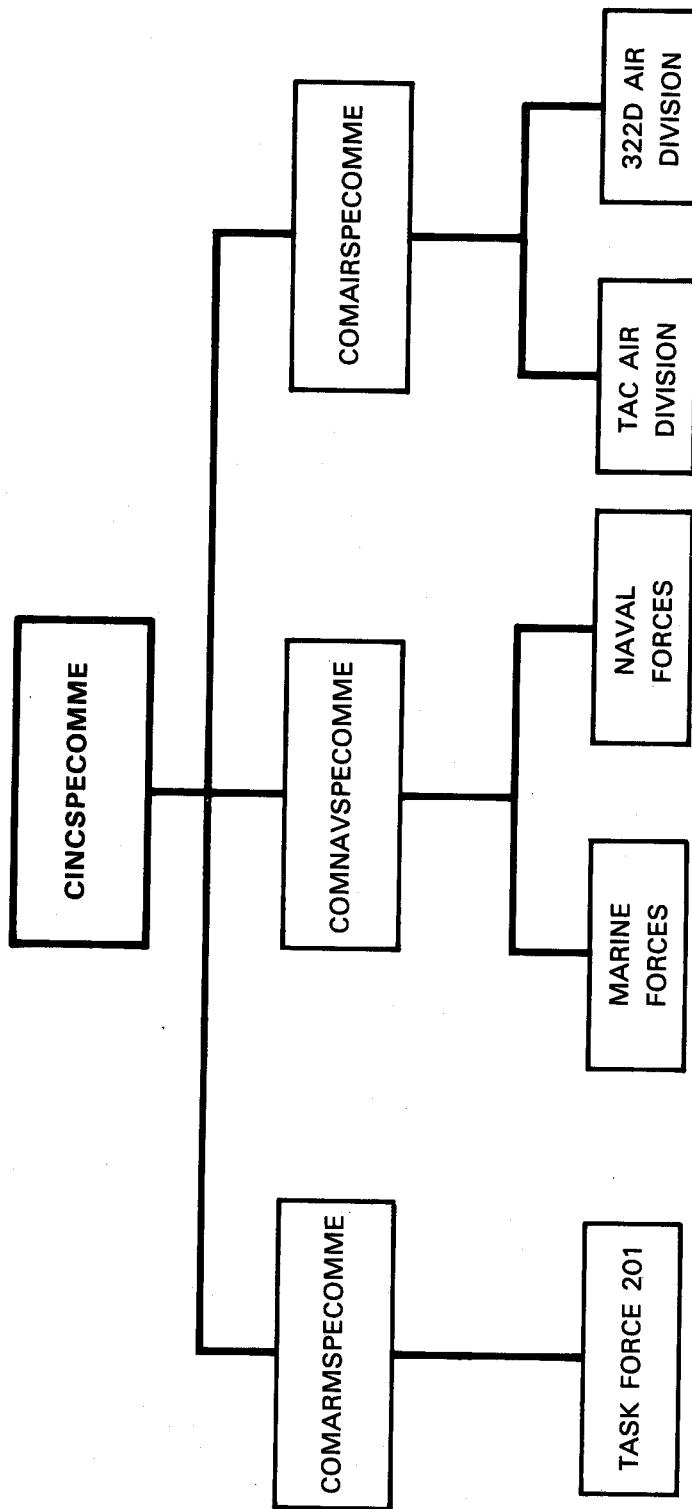 CINCSPECOMME
COMARMSPECOMME
COMNAVSPECOMME
COMAIRSPECOMME
TASK FORCE 201
MARINE
FORCES
NAVAL
FORCES
TAC AIR
DIVISION
322D AIR
DIVISION